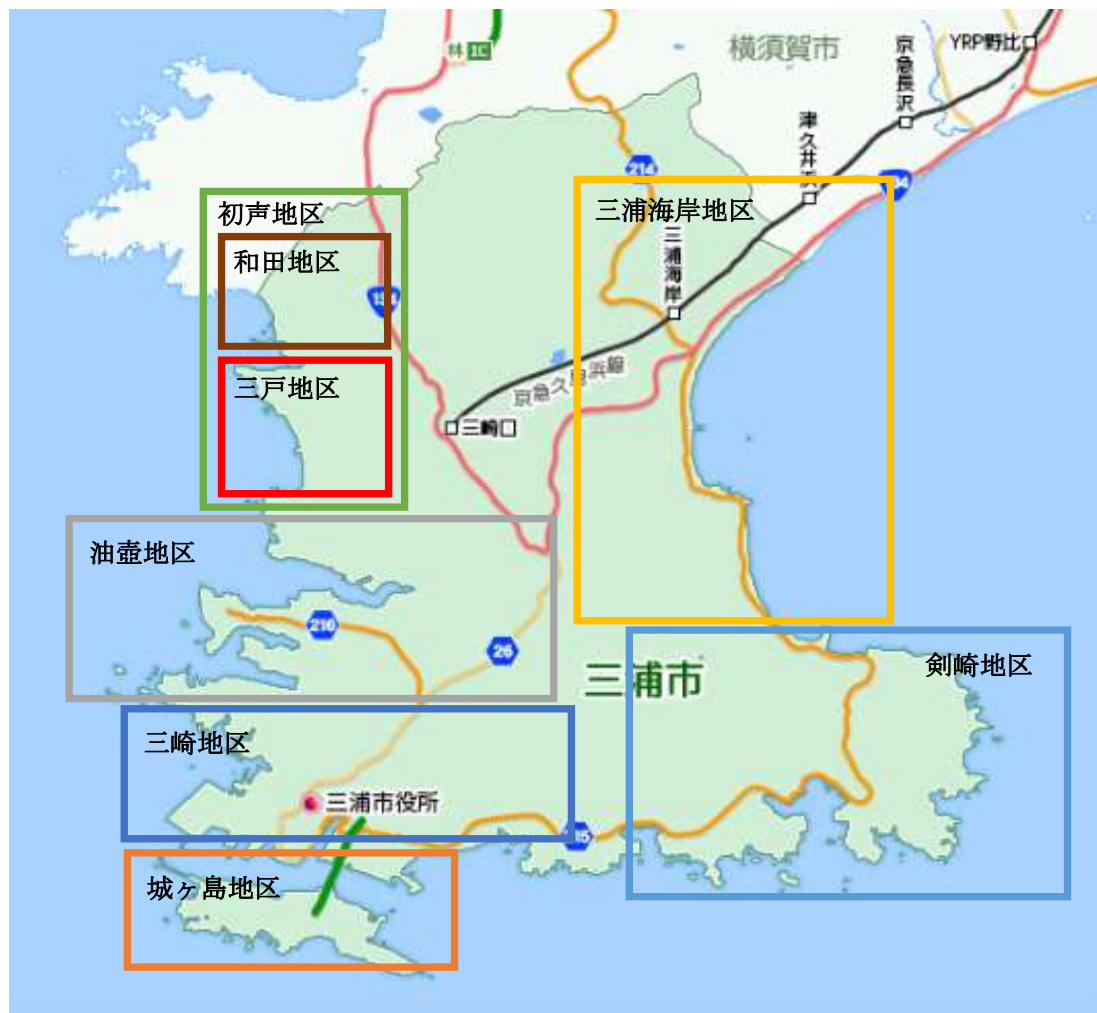 横須賀市
YRP野比
京急長沢
林 IC
津久井浜
214
三浦海岸地区
初声地区
和田地区
三浦海岸
134
三戸地区
京急久里浜線
三崎口
油壺地区
216
26
三浦市
剣崎地区
三崎地区
三浦市役所
215
城ヶ島地区